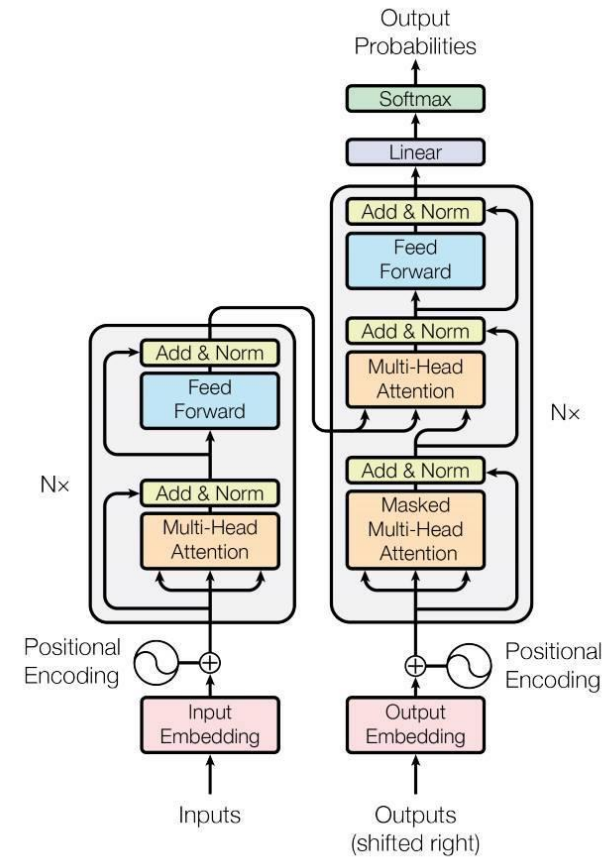 Output
Probabilities
Softmax
Linear
Add & Norm
Feed
Forward
Add & Norm
Multi-Head
Attention
Add & Norm
Masked
Multi-Head
Attention
N×
Add & Norm
Feed
Forward
Add & Norm
Multi-Head
Attention
N×
Positional
Encoding
Positional
Encoding
Input
Embedding
Output
Embedding
Inputs
Outputs
(shifted right)